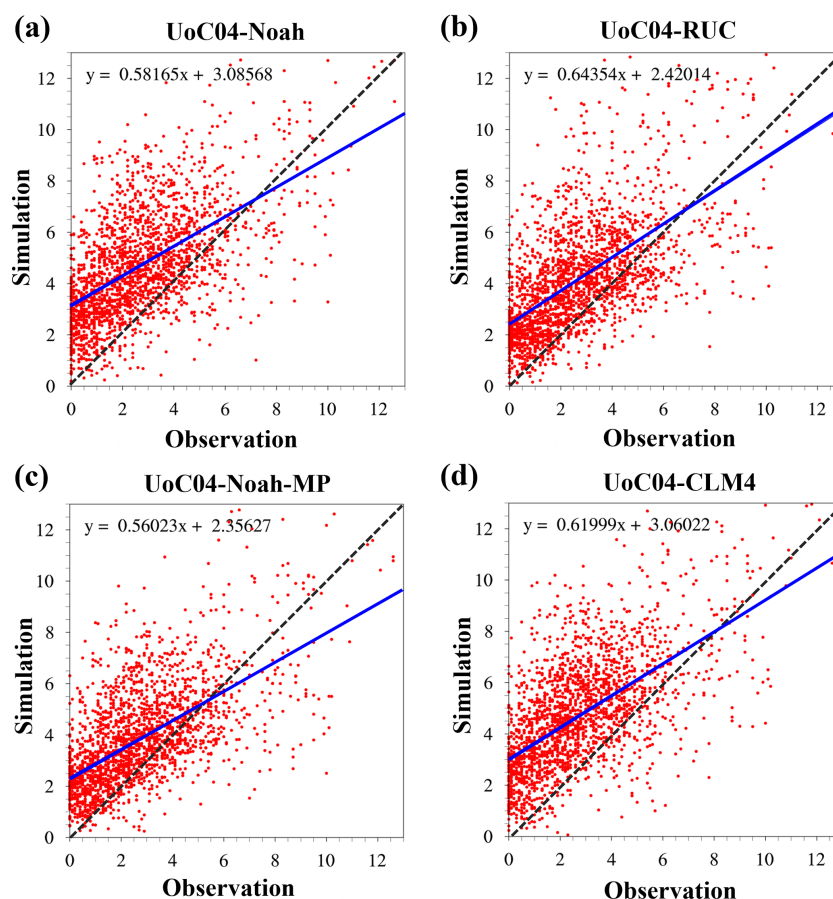 (a) UoC04-Noah
y = 0.58165x + 3.08568
12
10
8
6
4
2
0
Simulation
0 2 4 6 8 10 12
Observation
(b) UoC04-RUC
y = 0.64354x + 2.42014
12
10
8
6
4
2
0
Simulation
0 2 4 6 8 10 12
Observation
(c) UoC04-Noah-MP
y = 0.56023x + 2.35627
12
10
8
6
4
2
0
Simulation
0 2 4 6 8 10 12
Observation
(d) UoC04-CLM4
y = 0.61999x + 3.06022
12
10
8
6
4
2
0
Simulation
0 2 4 6 8 10 12
Observation